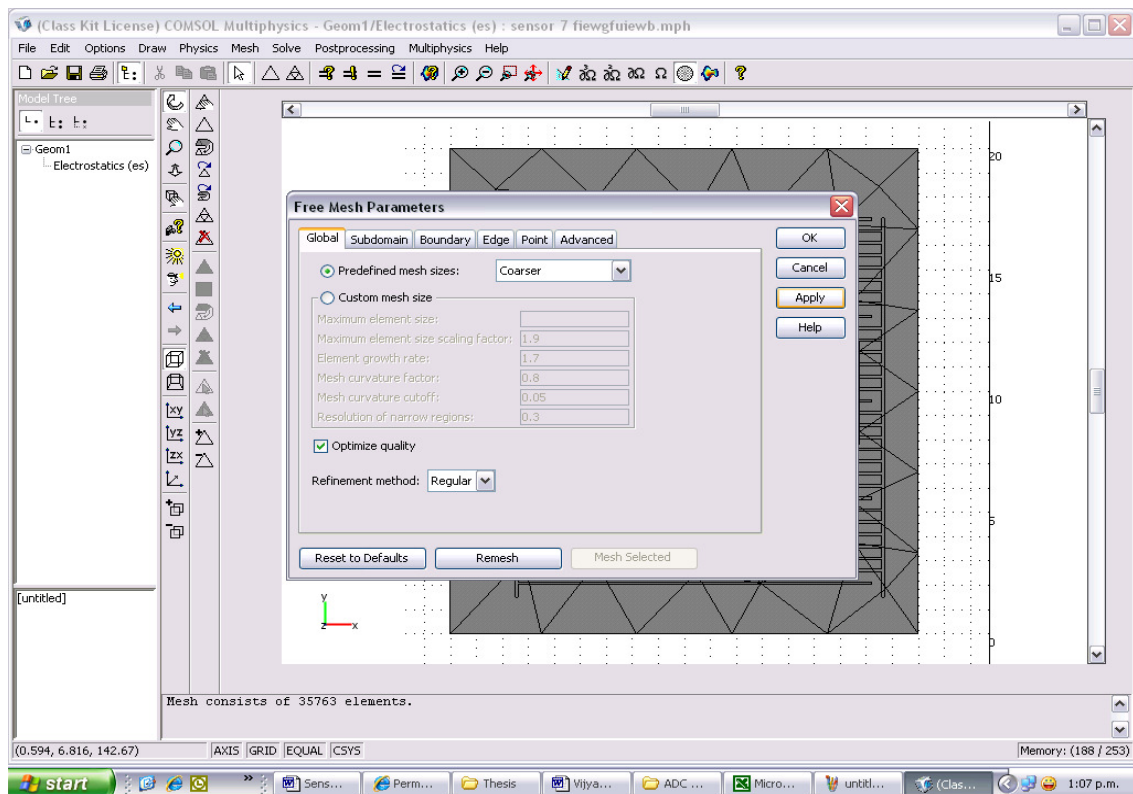 (Class Kit License) COMSOL Multiphysics - Geom1/Electrostatics (es) : sensor 7 fiewgfuiewb.mph
File Edit Options Draw Physics Mesh Solve Postprocessing Multiphysics Help
Model Tree
Geom1
Electrostatics (es)
20
15
10
5
0
Free Mesh Parameters
Global Subdomain Boundary Edge Point Advanced
OK
Cancel
Apply
Help
Predefined mesh sizes: Coarser
Custom mesh size
Maximum element size:
Maximum element size scaling factor: 1.9
Element growth rate: 1.7
Mesh curvature factor: 0.8
Mesh curvature cutoff: 0.05
Resolution of narrow regions: 0.3
Optimize quality
Refinement method: Regular
Reset to Defaults Remesh Mesh Selected
y
z x
[untitled]
Mesh consists of 35763 elements.
(0.594, 6.816, 142.67) AXIS GRID EQUAL CSYS Memory: (188 / 253)
start Sens... Perm... Thesis Vijya... ADC ... Micro... untitl... (Clas... 1:07 p.m.